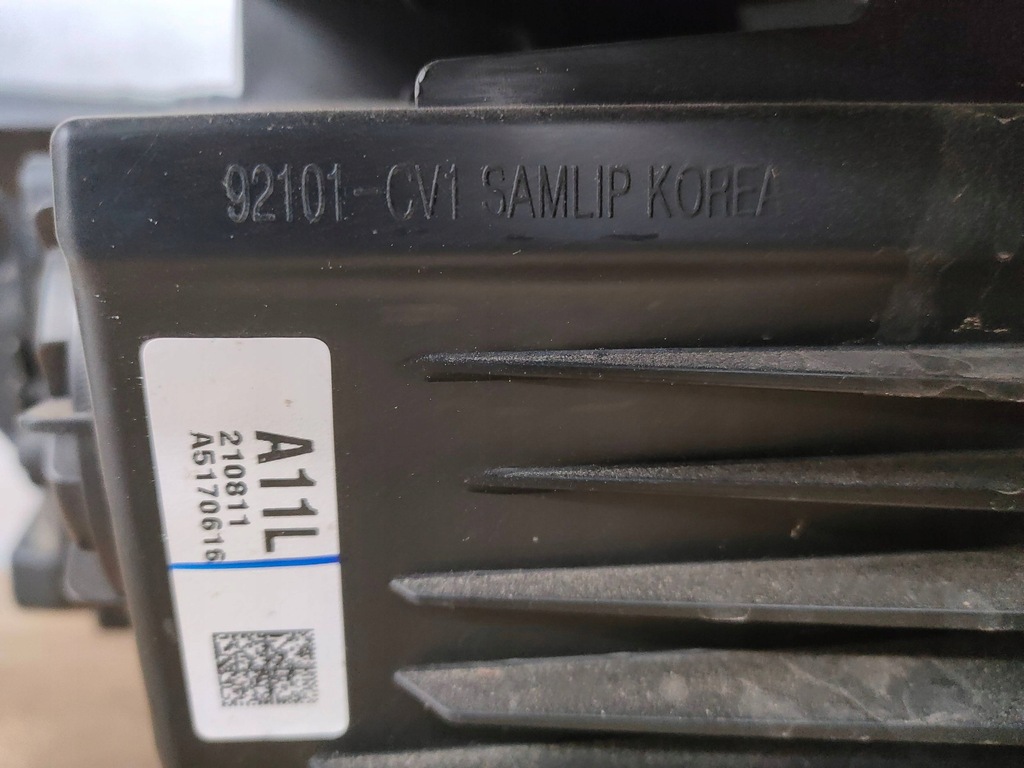 92101-CV1 SAMLIP KOREA
A11L
210811
A5170616